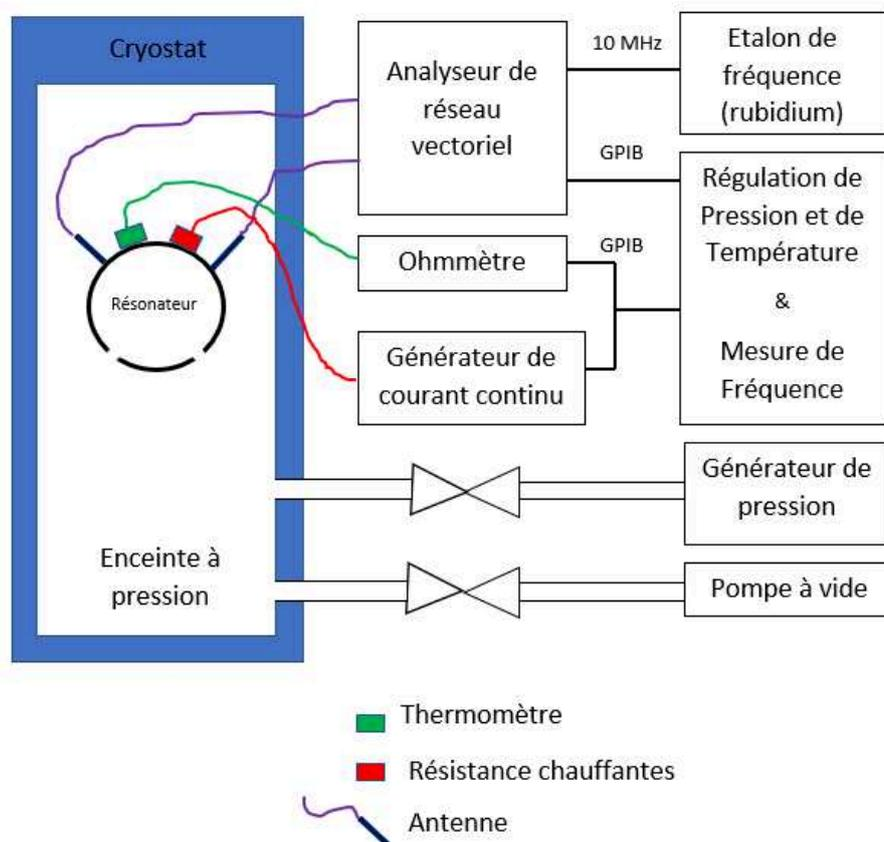 Cryostat
Résonateur
Enceinte à
pression
Analyseur de
réseau
vectoriel
10 MHz
Etalon de
fréquence
(rubidium)
GPIB
Ohmmètre
GPIB
Générateur de
courant continu
Régulation de
Pression et de
Température
&
Mesure de
Fréquence
Générateur de
pression
Pompe à vide
Thermomètre
Résistance chauffantes
Antenne